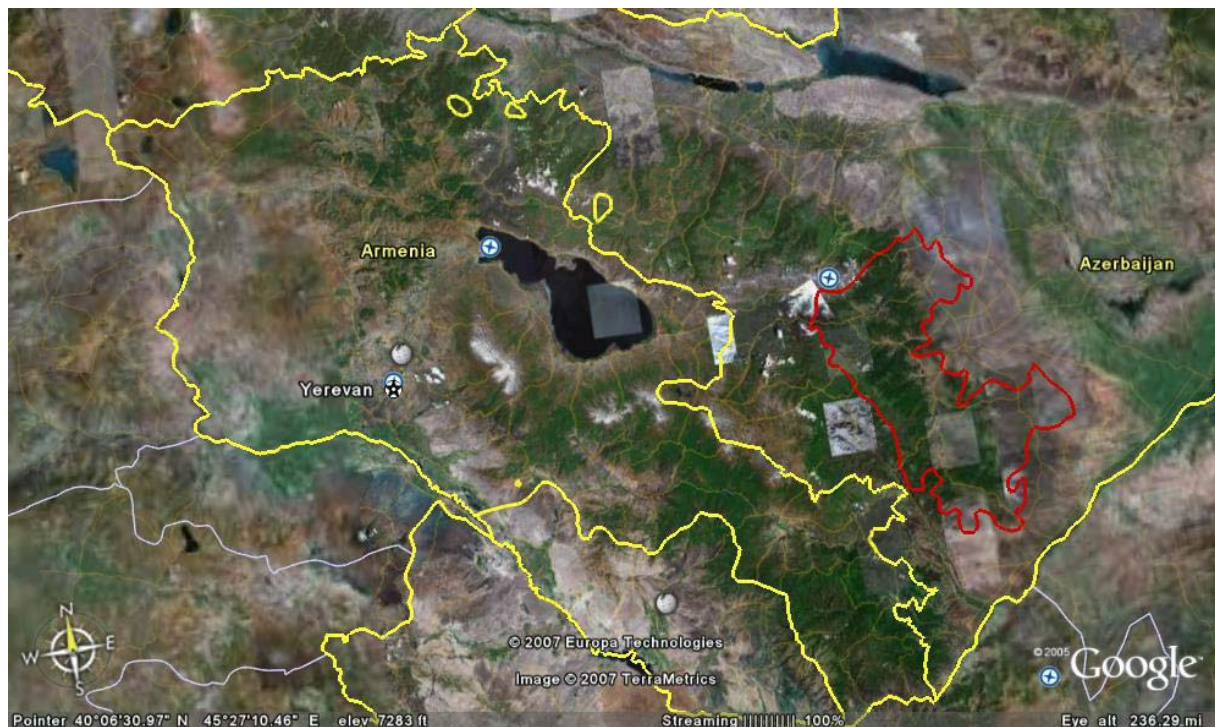 Armenia
Azerbaijan
Yerevan
N
W E
S
© 2007 Europa Technologies
Image © 2007 TerraMetrics
© 2005 Google
Pointer 40°06'30.97" N 45°27'10.46" E elev 7283 ft Streaming |||||||||| 100% Eye alt 236.29 mi